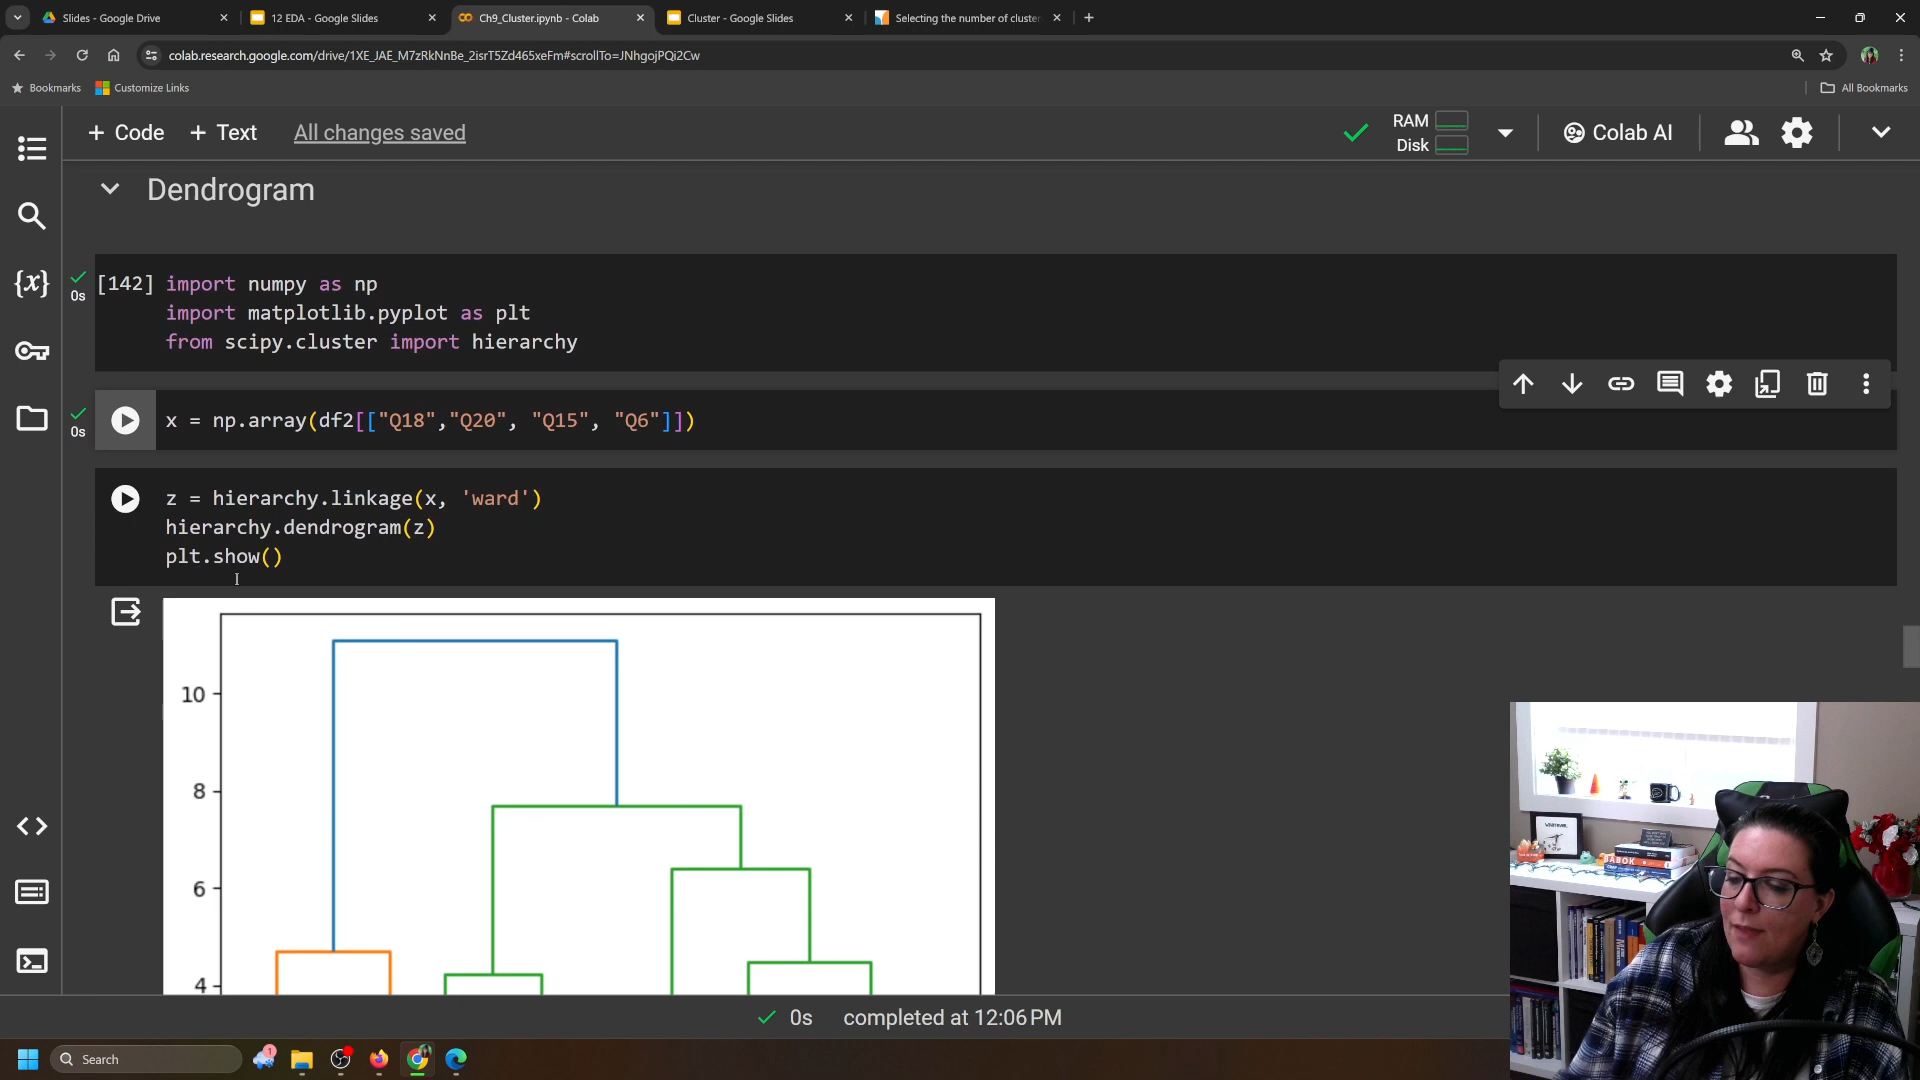 Slides - Google Drive
12 EDA - Google Slides
Ch9_Cluster.ipynb - Colab
Cluster - Google Slides
Selecting the number of cluster
colab.research.google.com/drive/1XE_JAE_M7zRkNnBe_2isrT5Zd465xeFm#scrollTo=JNhgojPQi2Cw
Bookmarks
Customize Links
All Bookmarks
+ Code
+ Text
All changes saved
RAM
Disk
Colab AI
Dendrogram
[142]
0s
import numpy as np
import matplotlib.pyplot as plt
from scipy.cluster import hierarchy
0s
x = np.array(df2[["Q18","Q20", "Q15", "Q6"]])
z = hierarchy.linkage(x, 'ward')
hierarchy.dendrogram(z)
plt.show()
10
8
6
4
0s completed at 12:06 PM
WHATEVER.
BABOK
Search
1